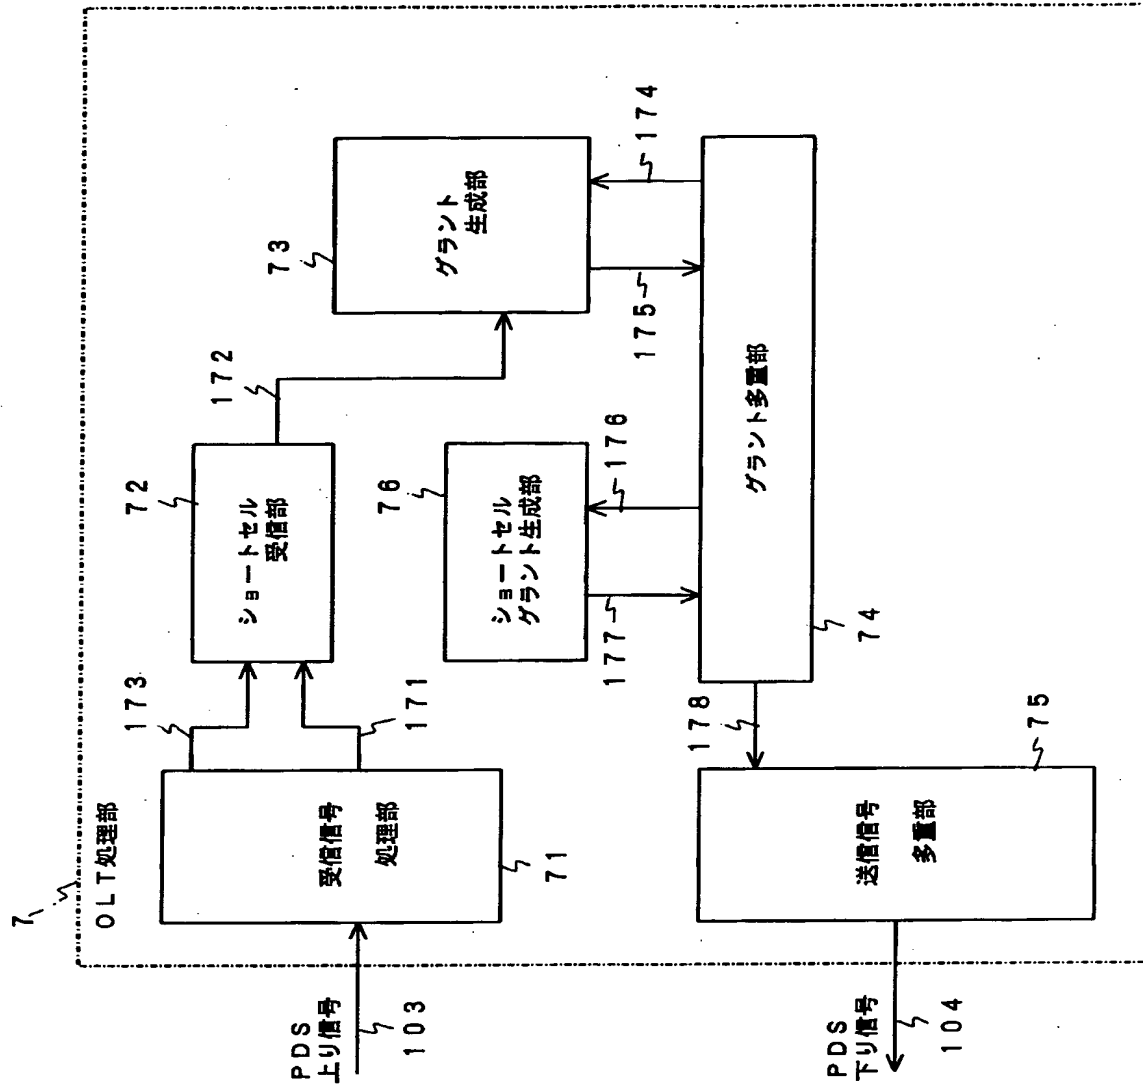 7
OLT処理部
PDS
上り信号
103
受信信号
処理部
71
173
171
72
ショートセル
受信部
172
73
グラント
生成部
76
ショートセル
グラント生成部
177
176
175
174
グラント多重部
74
178
送信信号
多重部
75
PDS
下り信号
104